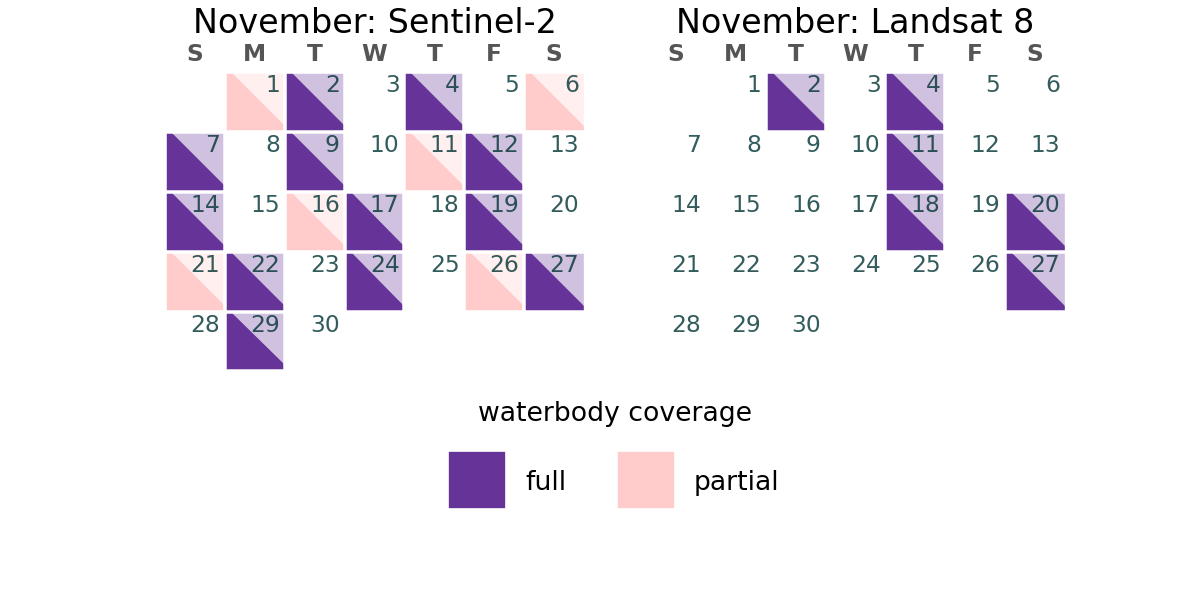 November: Sentinel-2
S M T W T F S
1 2 3 4 5 6
7 8 9 10 11 12 13
14 15 16 17 18 19 20
21 22 23 24 25 26 27
28 29 30
November: Landsat 8
S M T W T F S
1 2 3 4 5 6
7 8 9 10 11 12 13
14 15 16 17 18 19 20
21 22 23 24 25 26 27
28 29 30
waterbody coverage
full partial